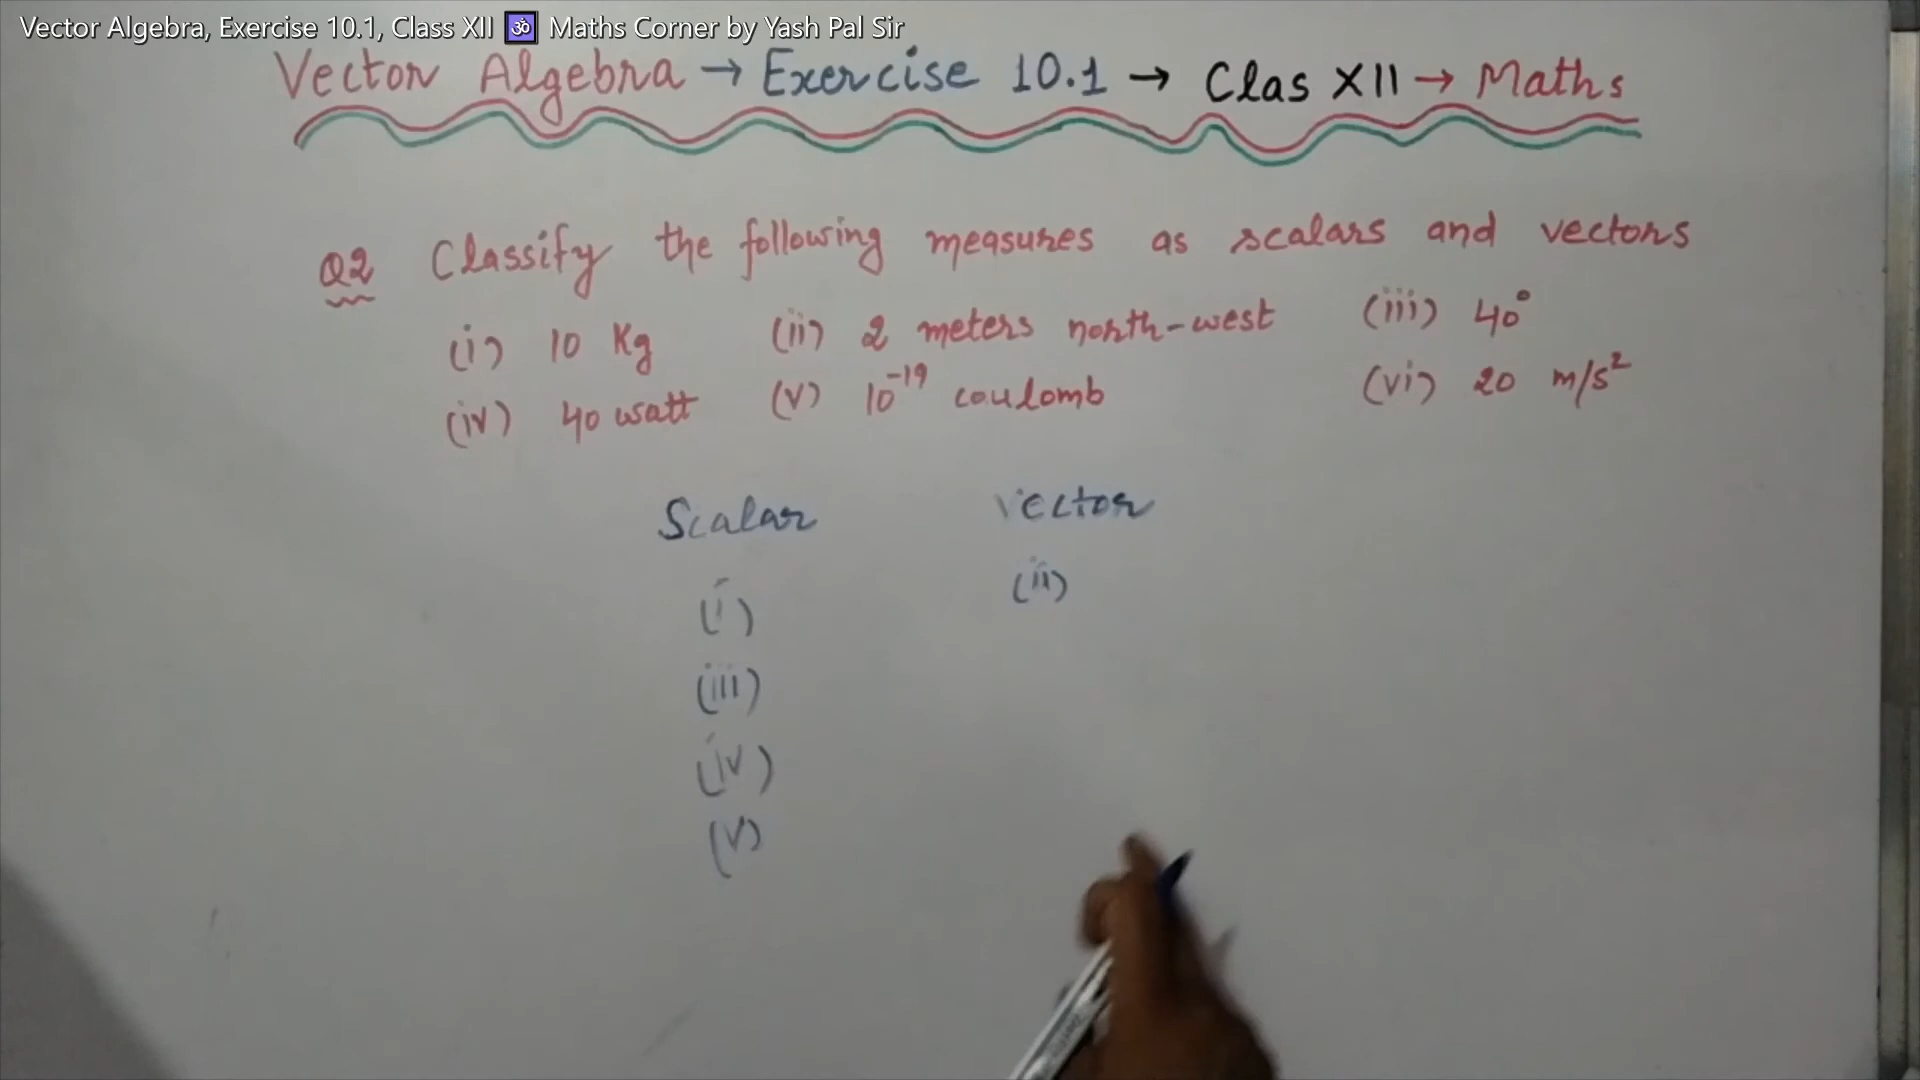 Vector Algebra, Exercise 10.1, Class XII 🕉 Maths Corner by Yash Pal Sir
Vector Algebra → Exercise 10.1 → Clas XII → Maths
Q2 Classify the following measures as scalars and vectors
(i) 10 Kg (ii) 2 meters north-west (iii) 40°
(iv) 40 watt (v) 10⁻¹⁹ coulomb (vi) 20 m/s²
Scalar Vector
(i) (ii)
(iii)
(iv)
(v)